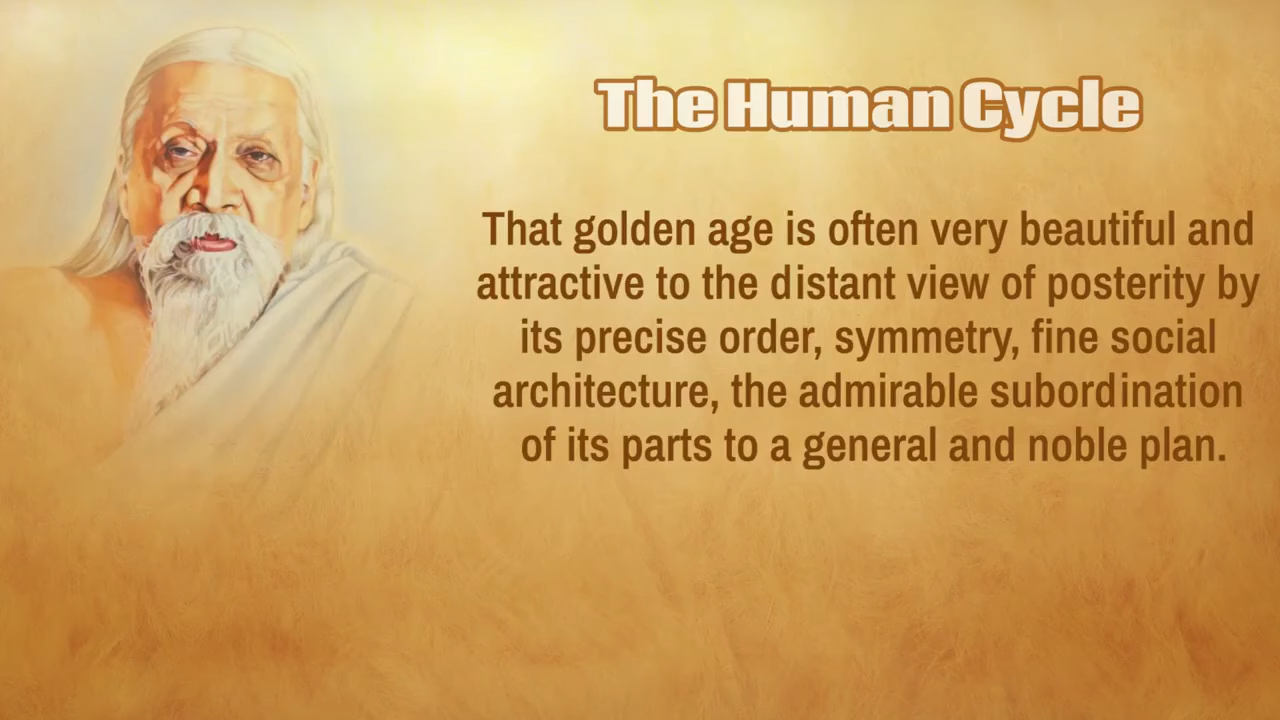 The Human Cycle
That golden age is often very beautiful and
attractive to the distant view of posterity by
its precise order, symmetry, fine social
architecture, the admirable subordination
of its parts to a general and noble plan.